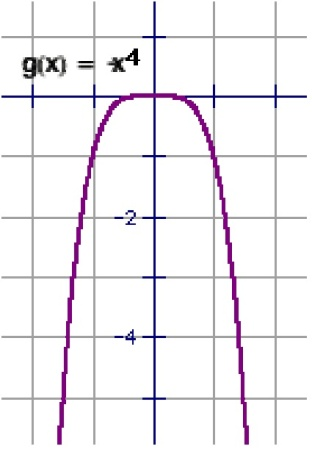 g(x) = -x4
-2
-4